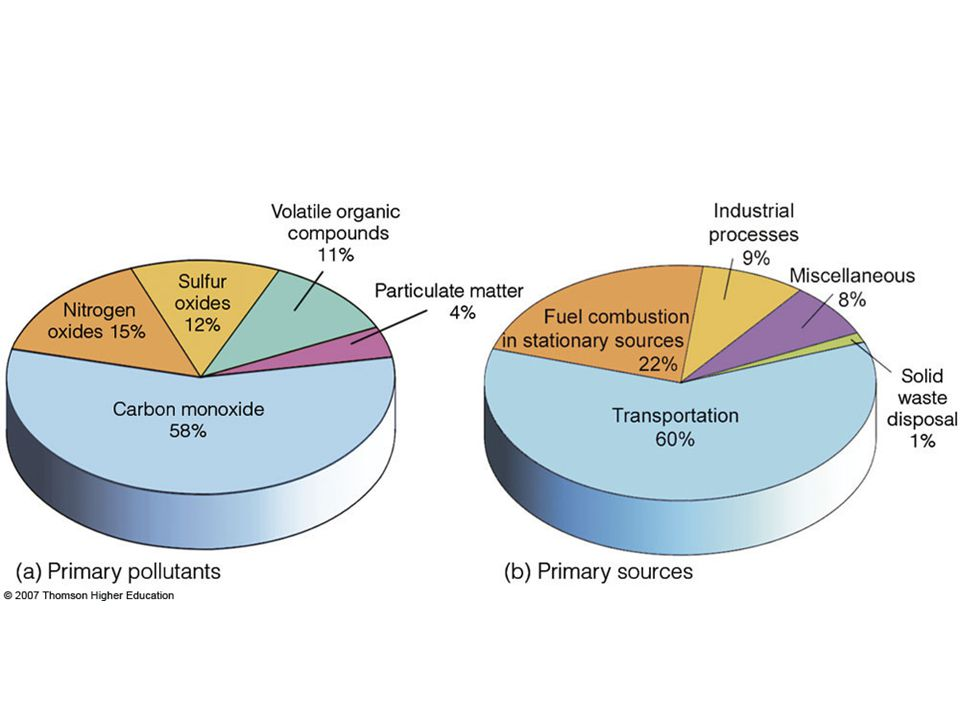 Volatile organic
compounds
11%
Sulfur
oxides
12%
Particulate matter
4%
Nitrogen
oxides 15%
Carbon monoxide
58%
(a) Primary pollutants
© 2007 Thomson Higher Education
Industrial
processes
9%
Miscellaneous
8%
Fuel combustion
in stationary sources
22%
Solid
waste
disposal
1%
Transportation
60%
(b) Primary sources